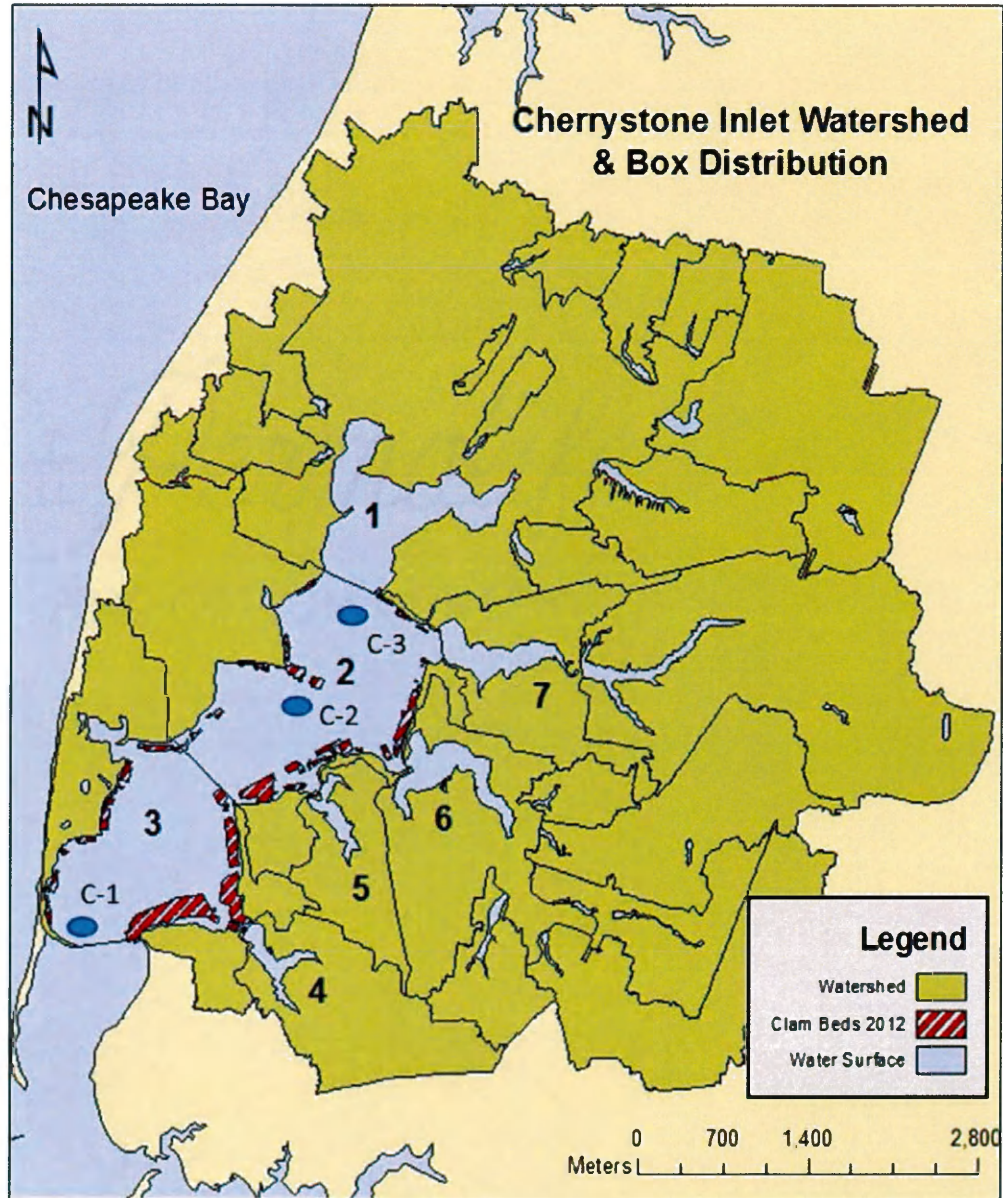 N
Cherrystone Inlet Watershed
& Box Distribution
Chesapeake Bay
1
C-3
2
C-2
7
3
6
5
C-1
4
Legend
Watershed
Clam Beds 2012
Water Surface
0 700 1,400 2,800
Meters